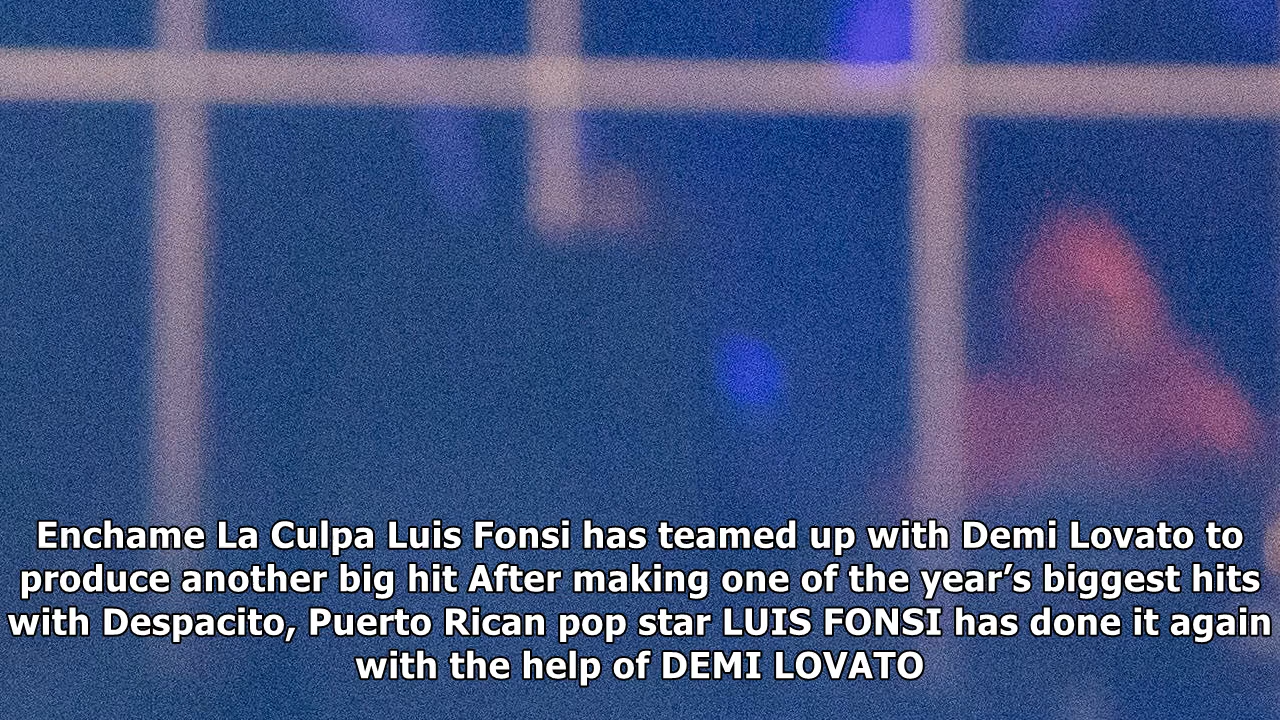 Enchame La Culpa Luis Fonsi has teamed up with Demi Lovato to
produce another big hit After making one of the year’s biggest hits
with Despacito, Puerto Rican pop star LUIS FONSI has done it again
with the help of DEMI LOVATO